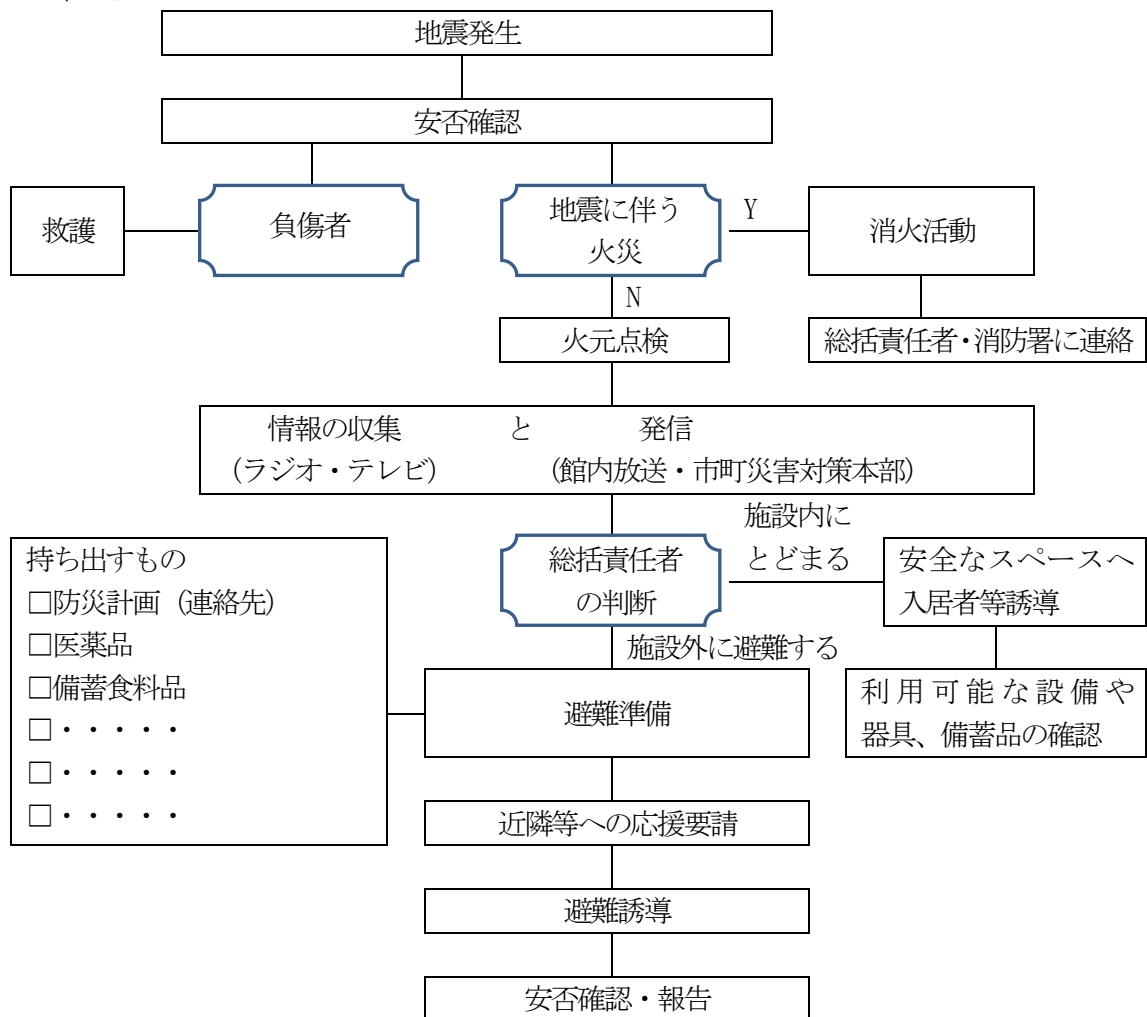 地震発生
安否確認
救護
負傷者
地震に伴う
火災
Y
消火活動
N
火元点検
総括責任者・消防署に連絡
情報の収集 と 発信
(ラジオ・テレビ) (館内放送・市町災害対策本部)
施設内に
とどまる
総括責任者
の判断
安全なスペースへ
入居者等誘導
施設外に避難する
利用可能な設備や
器具、備蓄品の確認
持ち出すもの
□防災計画(連絡先)
□医薬品
□備蓄食料品
□・・・・・
□・・・・・
□・・・・・
避難準備
近隣等への応援要請
避難誘導
安否確認・報告